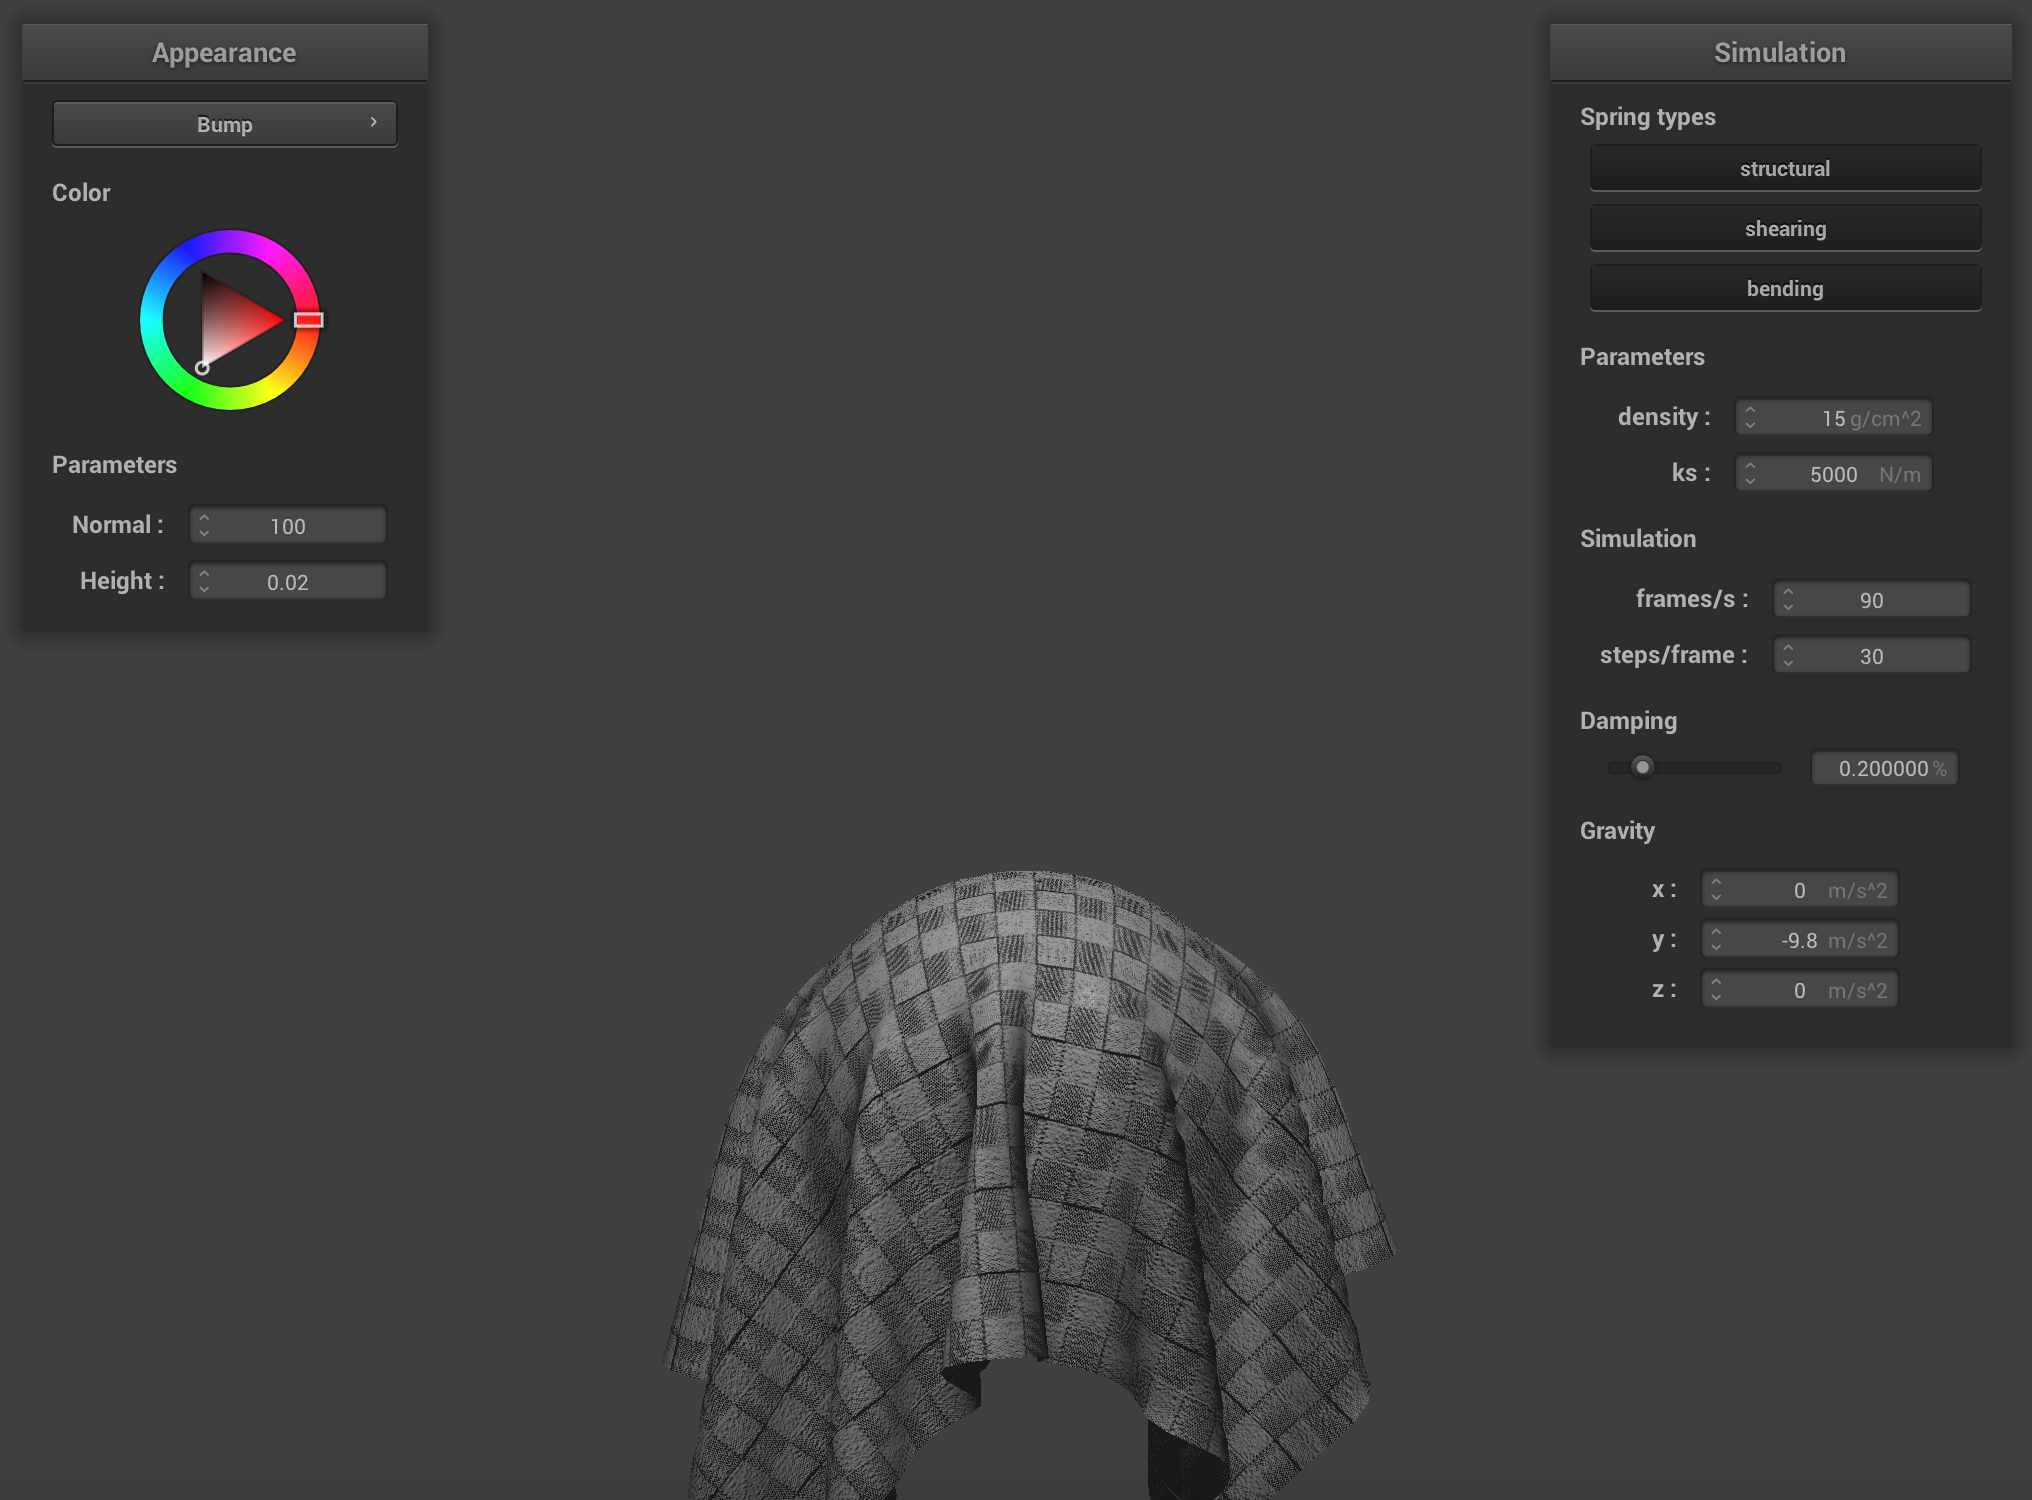 Appearance
Bump
Color
Parameters
Normal : 100
Height : 0.02
Simulation
Spring types
structural
shearing
bending
Parameters
density : 15 g/cm^2
ks : 5000 N/m
Simulation
frames/s : 90
steps/frame : 30
Damping
0.200000 %
Gravity
x : 0 m/s^2
y : -9.8 m/s^2
z : 0 m/s^2